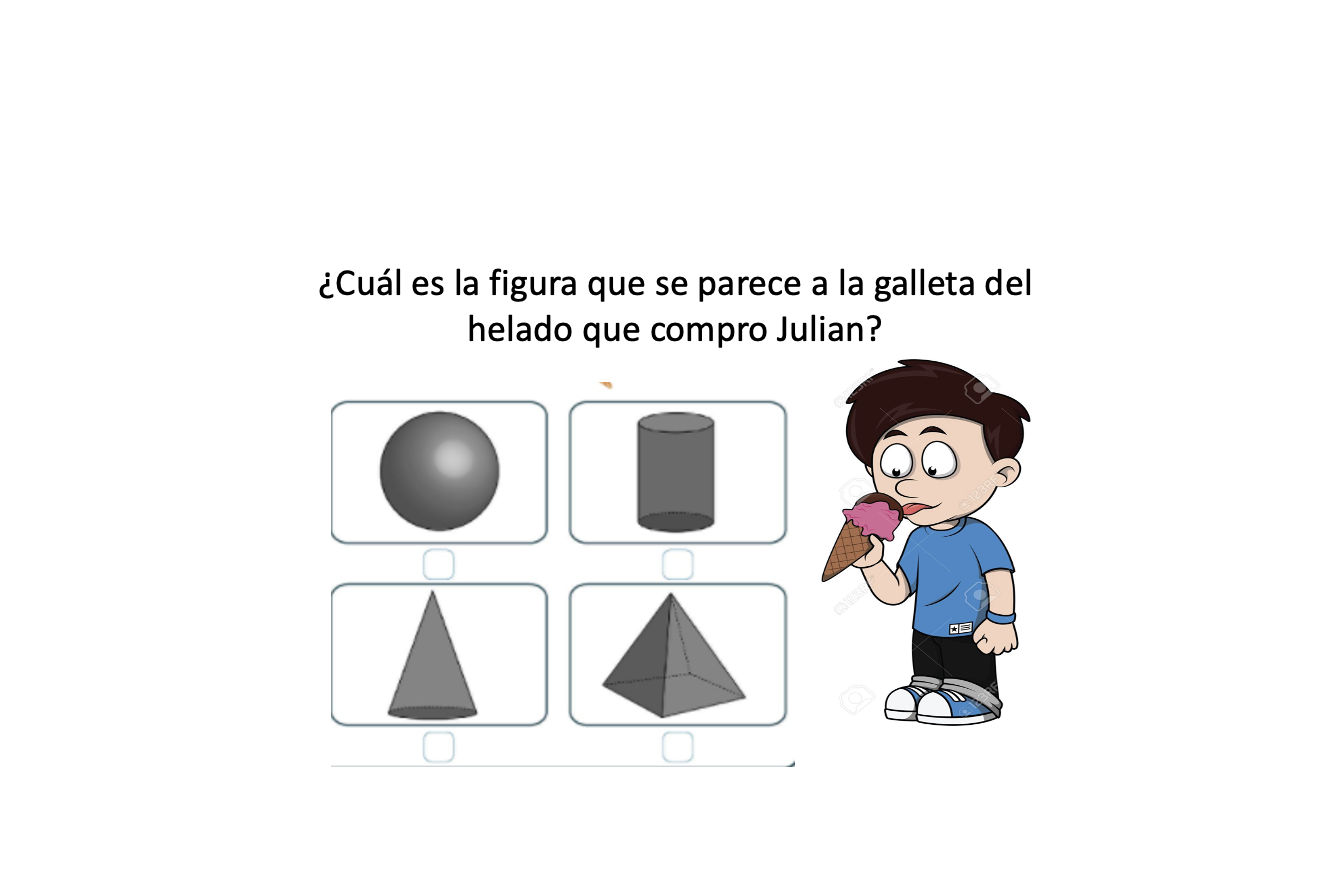 ¿Cuál es la figura que se parece a la galleta del
helado que compro Julian?